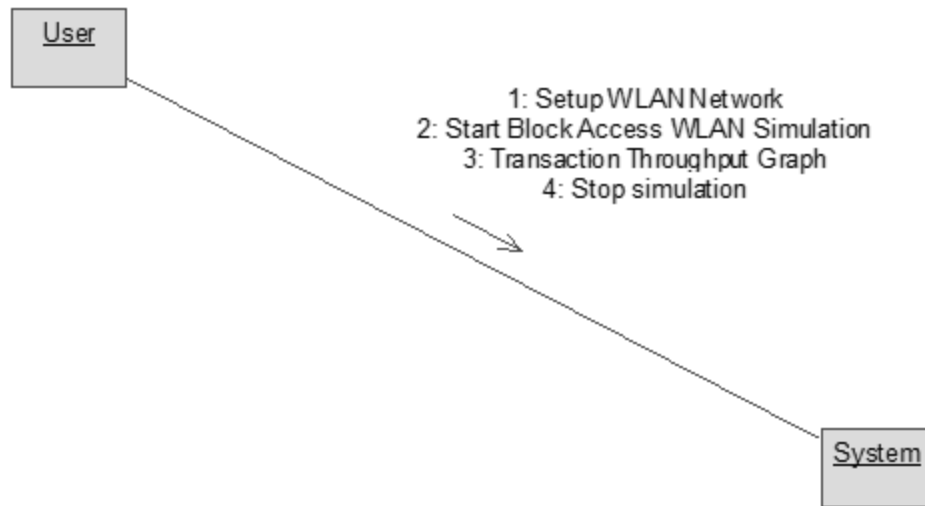 User
1: Setup WLAN Network
2: Start Block Access WLAN Simulation
3: Transaction Throughput Graph
4: Stop simulation
System